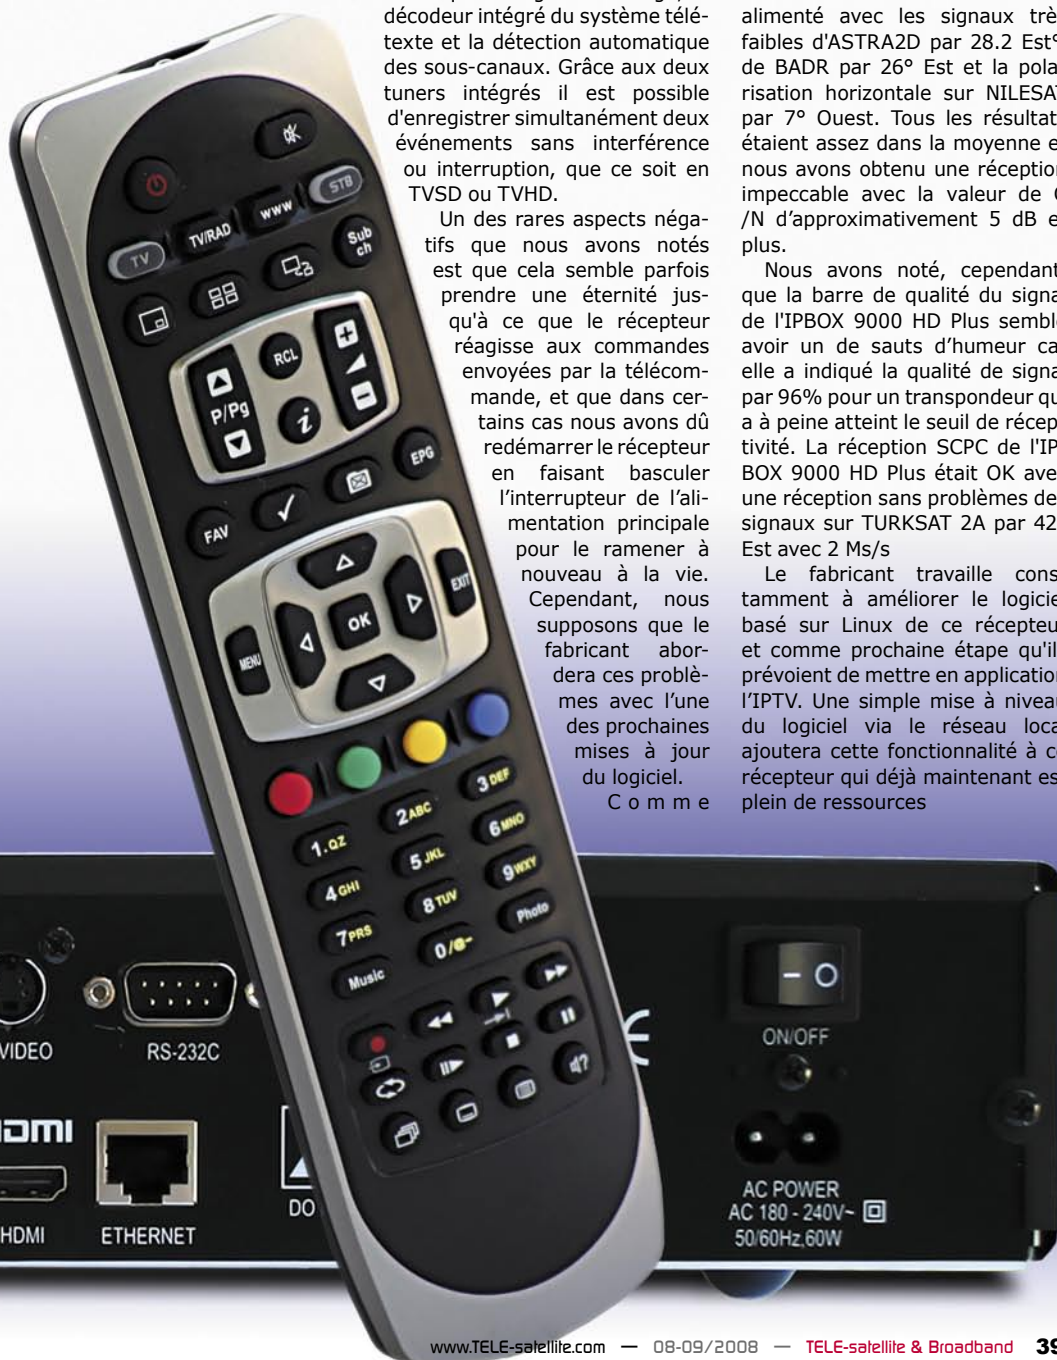 décodeur intégré du système télé-
texte et la détection automatique
des sous-canaux. Grâce aux deux
tuners intégrés il est possible
d'enregistrer simultanément deux
événements sans interférence
ou interruption, que ce soit en
TVSD ou TVHD.
Un des rares aspects néga-
tifs que nous avons notés
est que cela semble parfois
prendre une éternité jus-
qu'à ce que le récepteur
réagisse aux commandes
envoyées par la télécom-
mande, et que dans cer-
tains cas nous avons dû
redémarrer le récepteur
en faisant basculer
l’interrupteur de l’ali-
mentation principale
pour le ramener à
nouveau à la vie.
Cependant, nous
supposons que le
fabricant abor-
dera ces problè-
mes avec l’une
des prochaines
mises à jour
du logiciel.
Comme
alimenté avec les signaux trè
faibles d'ASTRA2D par 28.2 Est°
de BADR par 26° Est et la pola
risation horizontale sur NILESAT
par 7° Ouest. Tous les résultat
étaient assez dans la moyenne e
nous avons obtenu une réception
impeccable avec la valeur de C
/N d’approximativement 5 dB e
plus.
Nous avons noté, cependant
que la barre de qualité du signa
de l'IPBOX 9000 HD Plus semble
avoir un de sauts d’humeur ca
elle a indiqué la qualité de signa
par 96% pour un transpondeur qu
a à peine atteint le seuil de récep
tivité. La réception SCPC de l'IP
BOX 9000 HD Plus était OK ave
une réception sans problèmes de
signaux sur TURKSAT 2A par 42
Est avec 2 Ms/s
Le fabricant travaille cons
tamment à améliorer le logicie
basé sur Linux de ce récepteu
et comme prochaine étape qu'il
prévoient de mettre en application
l’IPTV. Une simple mise à niveau
du logiciel via le réseau loca
ajoutera cette fonctionnalité à ce
récepteur qui déjà maintenant es
plein de ressources
TV TV/RAD www STB
Sub ch
RCL
P/Pg
i
FAV EPG
MENU OK EXIT
1.QZ 2ABC 3DEF
4GHI 5JKL 6MNO
7PRS 8TUV 9WXY
Music 0/@~ Photo
VIDEO RS-232C
HDMI ETHERNET
DO
CE
ON/OFF
AC POWER
AC 180 - 240V~
50/60Hz,60W
www.TELE-satellite.com — 08-09/2008 — TELE-satellite & Broadband 39